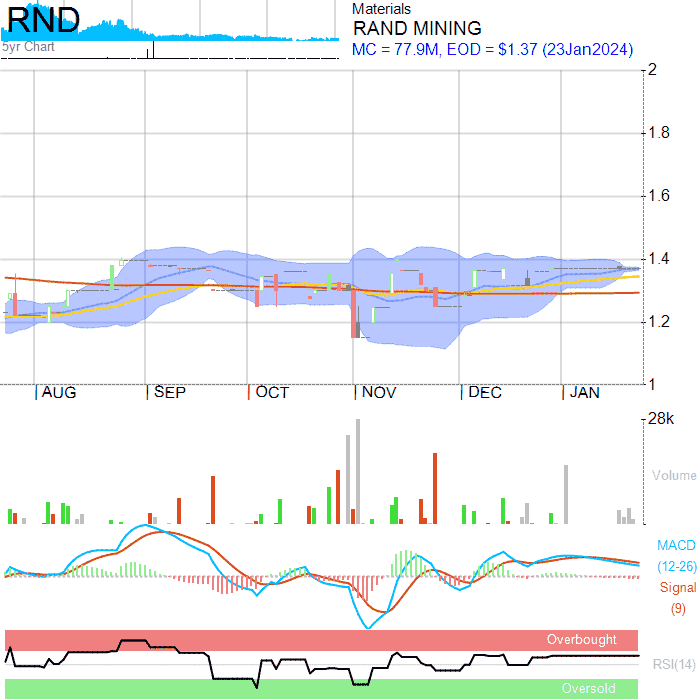 RND
5yr Chart
Materials
RAND MINING
MC = 77.9M, EOD = $1.37 (23Jan2024)
2
1.8
1.6
1.4
1.2
1
AUG SEP OCT NOV DEC JAN
28k
Volume
MACD
(12-26)
Signal
(9)
Overbought
RSI(14)
Oversold